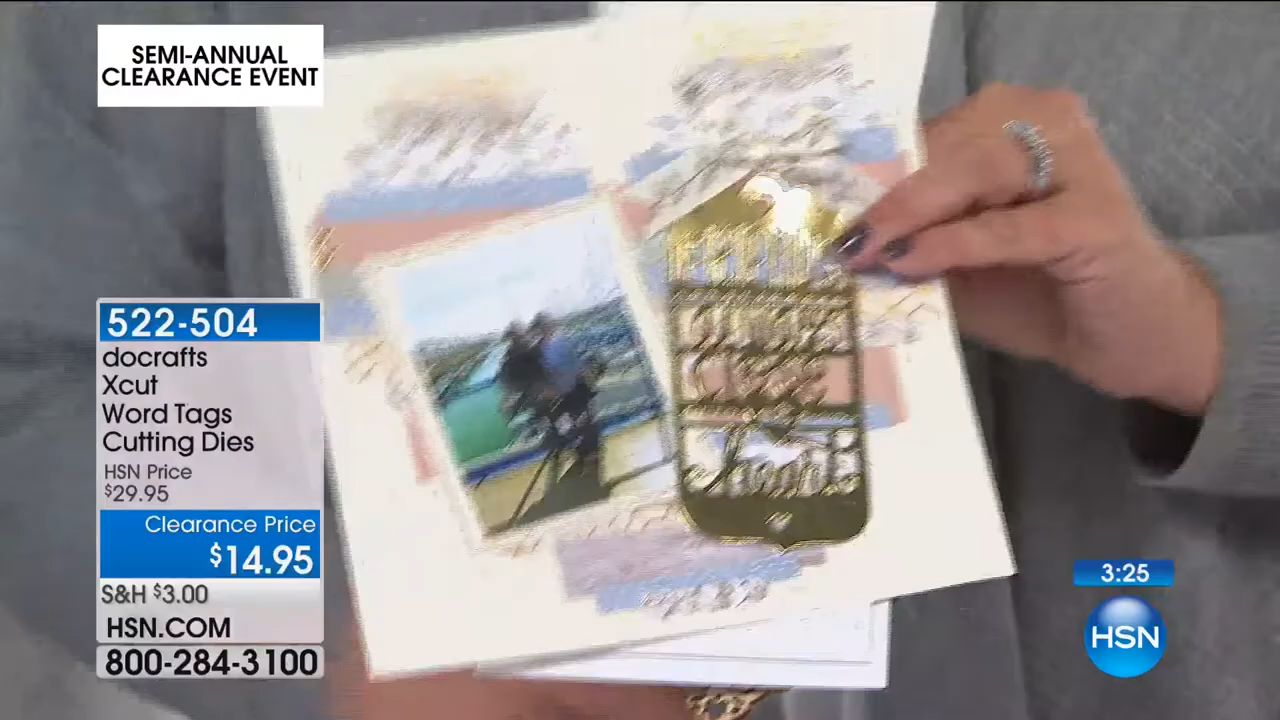 SEMI-ANNUAL
CLEARANCE EVENT
522-504
docrafts
Xcut
Word Tags
Cutting Dies
HSN Price
$29.95
Clearance Price
$14.95
S&H $3.00
HSN.COM
800-284-3100
3:25
HSN